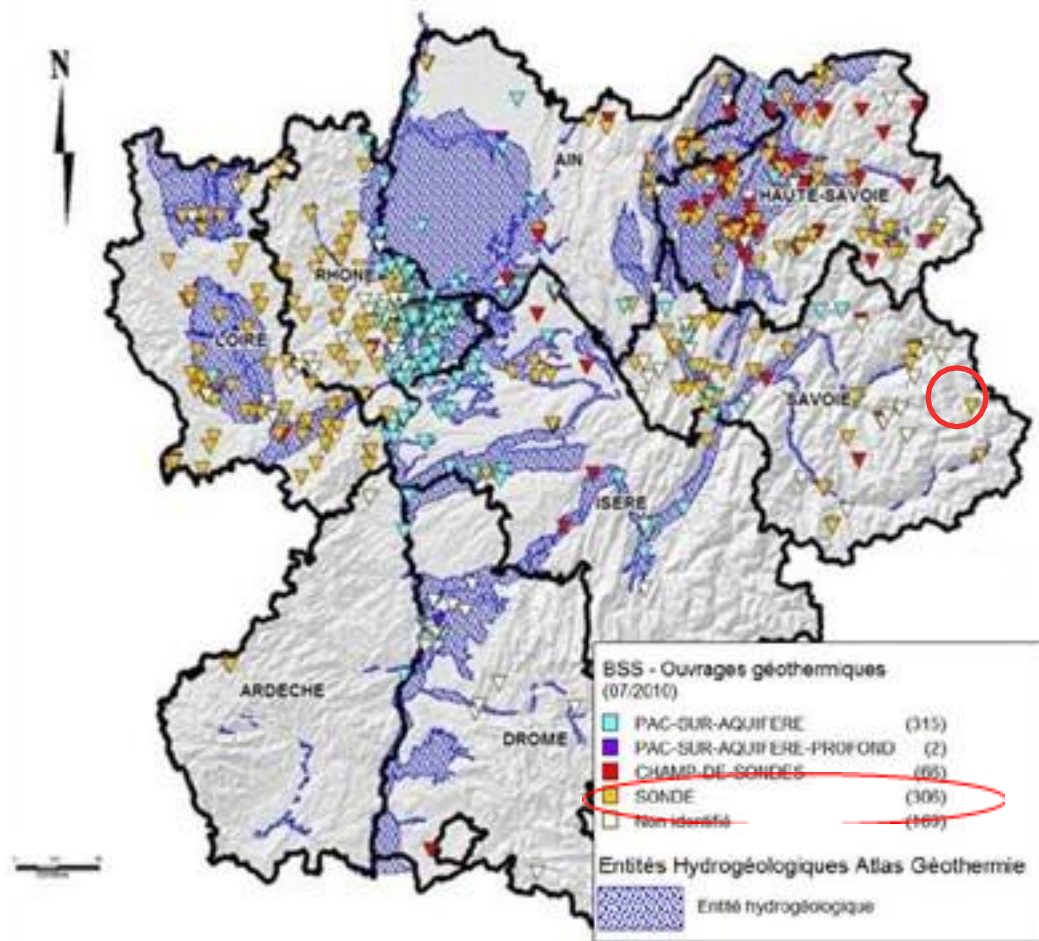 N
AIN
HAUTE-SAVOIE
RHONE
LOIRE
SAVOIE
ISERE
ARDECHE
DROME
BSS - Ouvrages géothermiques
(07/2010)
PAC-SUR-AQUIFERE (315)
PAC-SUR-AQUIFERE-PROFOND (2)
CHAMP-DE-SONDES (66)
SONDE (306)
Non identifié (169)
Entités Hydrogéologiques Atlas Géothermie
Entité hydrogéologique